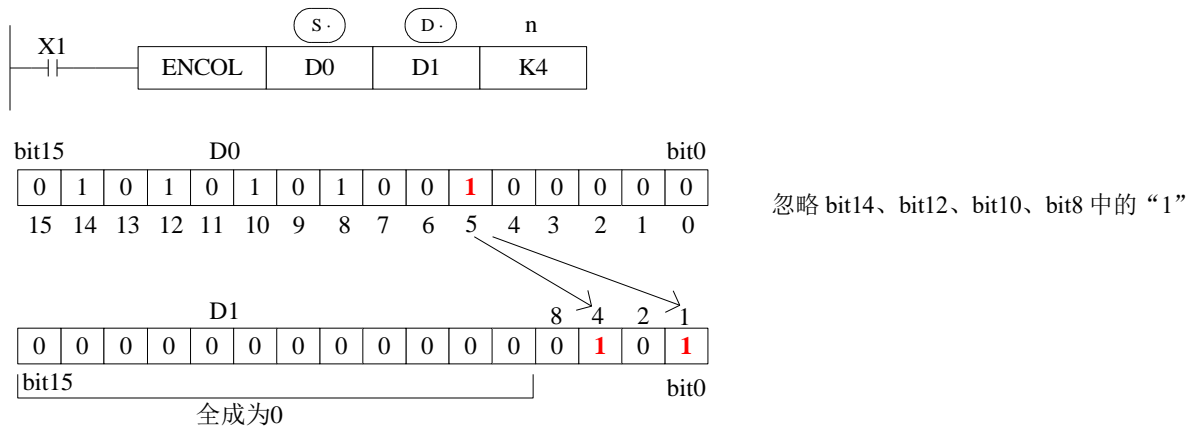 S · D · n
X1
ENCOL D0 D1 K4
bit15 D0 bit0
0 1 0 1 0 1 0 1 0 0 1 0 0 0 0 0
15 14 13 12 11 10 9 8 7 6 5 4 3 2 1 0
忽略 bit14、bit12、bit10、bit8 中的“1”
D1 8 4 2 1
0 0 0 0 0 0 0 0 0 0 0 0 0 1 0 1
bit15 bit0
全成为0